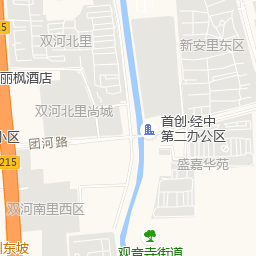 双河北里
新安里东区
215
丽枫酒店
双河北里尚城
首创·经中
第二办公区
小区
团河路
盛嘉华苑
215
双河南里西区
东坡
观音寺街道